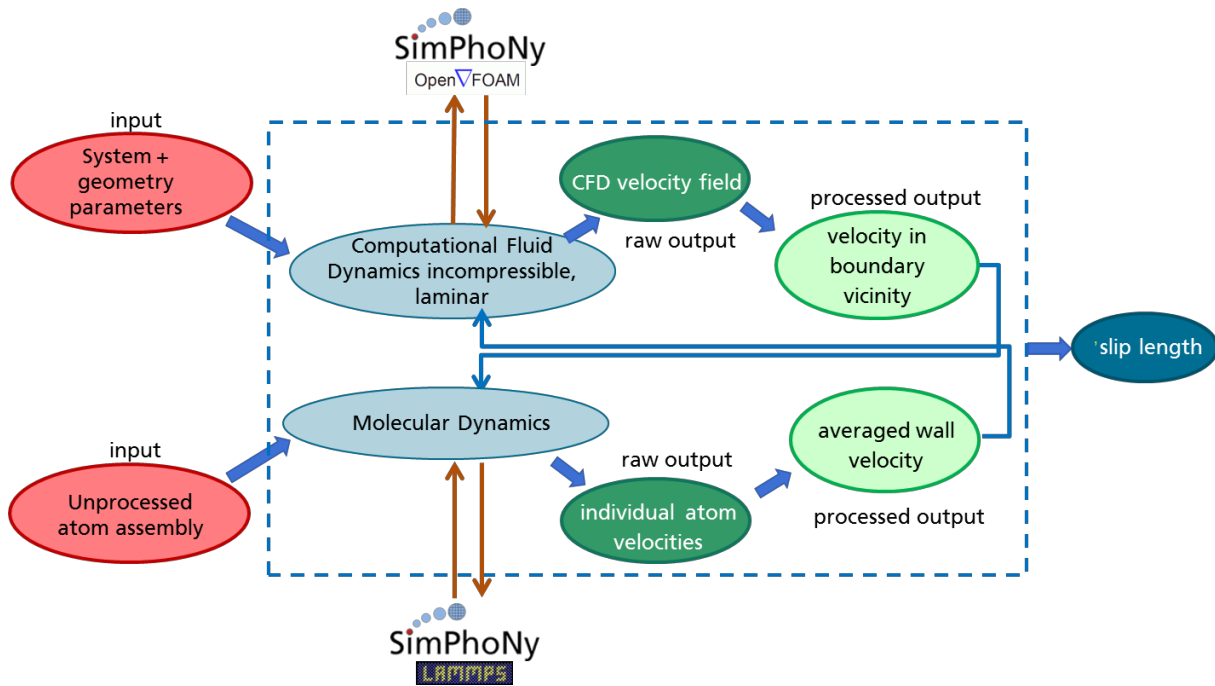 SimPhoNy
Open∇FOAM
input
System +
geometry
parameters
CFD velocity field
raw output
processed output
velocity in
boundary
vicinity
Computational Fluid
Dynamics incompressible,
laminar
'slip length
Molecular Dynamics
averaged wall
velocity
processed output
input
Unprocessed
atom assembly
raw output
individual atom
velocities
SimPhoNy
LAMMPS